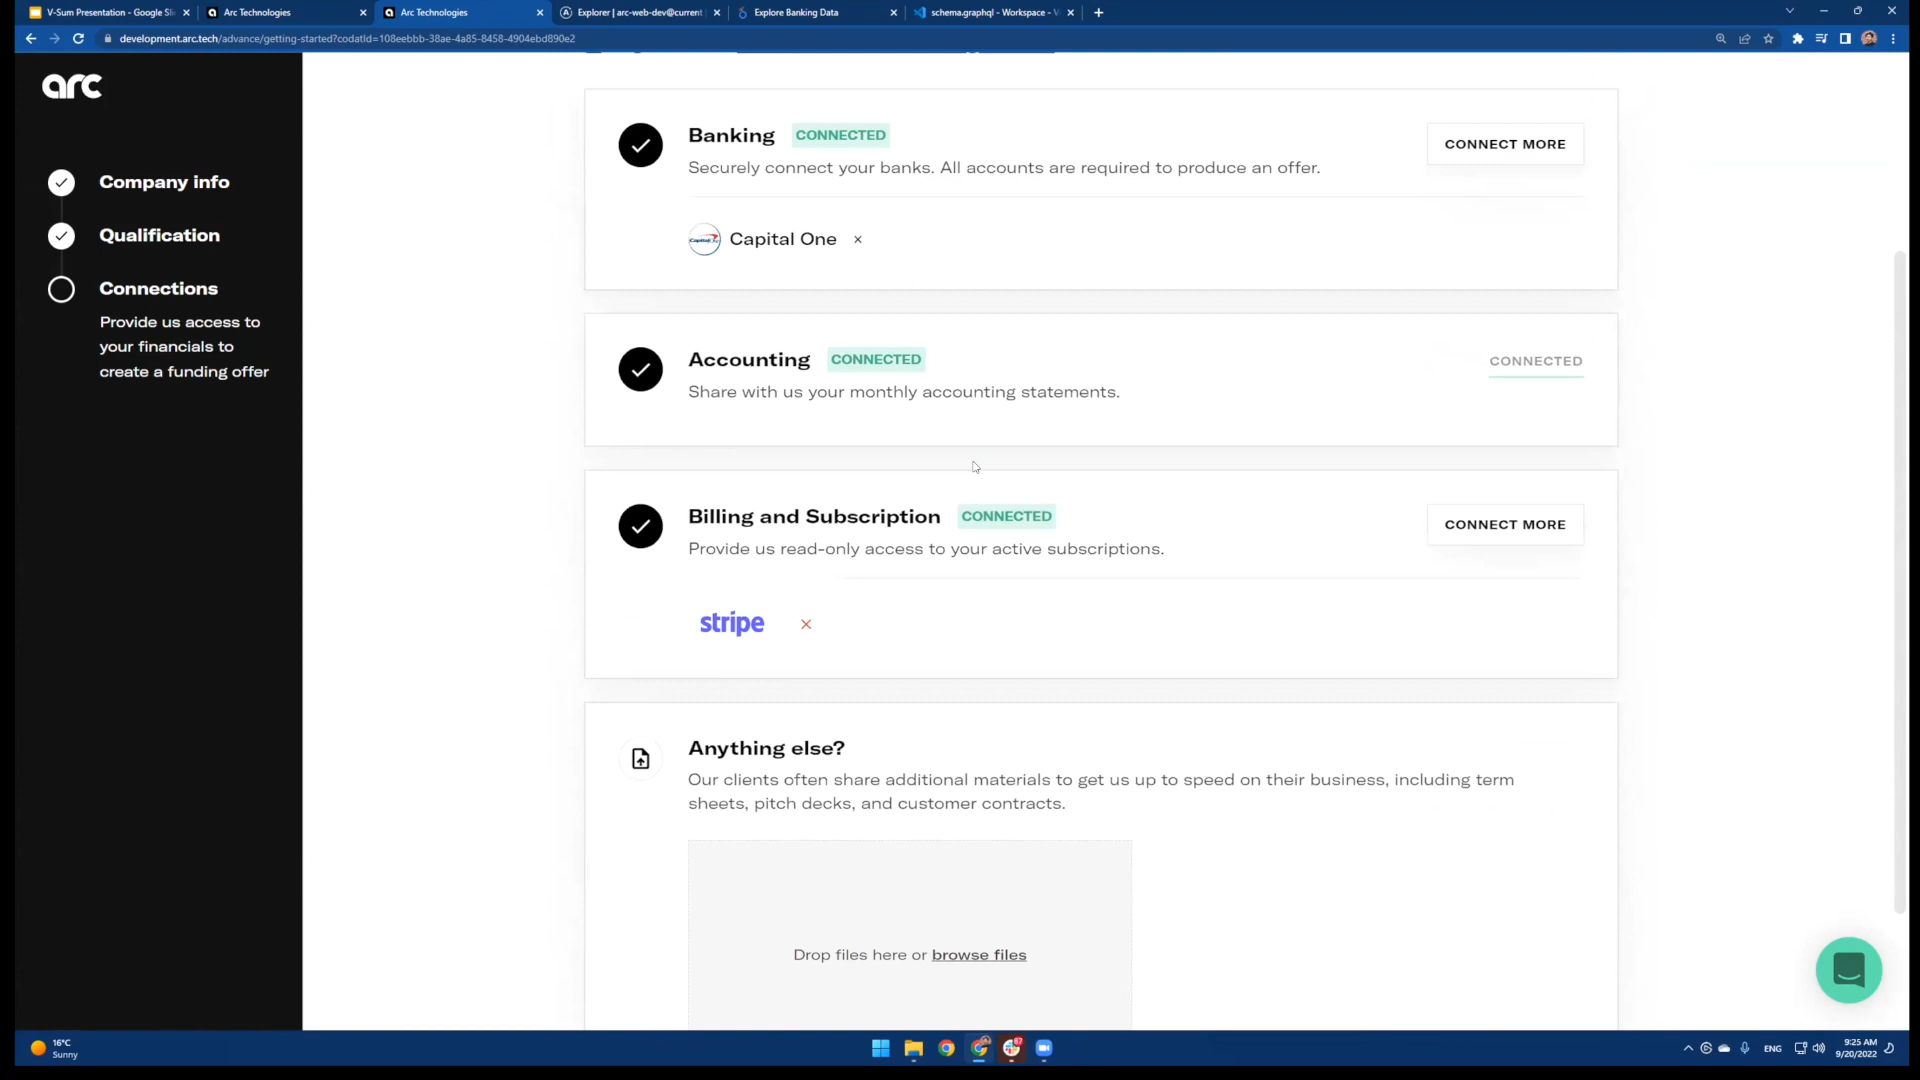 V-Sum Presentation - Google Sli
Arc Technologies
Arc Technologies
Explorer | arc-web-dev@current
Explore Banking Data
schema.graphql - Workspace - V
development.arc.tech/advance/getting-started?codatId=108eebbb-38ae-4a85-8458-4904ebd890e2
arc
Company info
Qualification
Connections
Provide us access to
your financials to
create a funding offer
Banking CONNECTED
CONNECT MORE
Securely connect your banks. All accounts are required to produce an offer.
Capital One
Accounting CONNECTED
CONNECTED
Share with us your monthly accounting statements.
Billing and Subscription CONNECTED
CONNECT MORE
Provide us read-only access to your active subscriptions.
stripe
Anything else?
Our clients often share additional materials to get us up to speed on their business, including term
sheets, pitch decks, and customer contracts.
Drop files here or browse files
16°C
Sunny
ENG
9:25 AM
9/20/2022